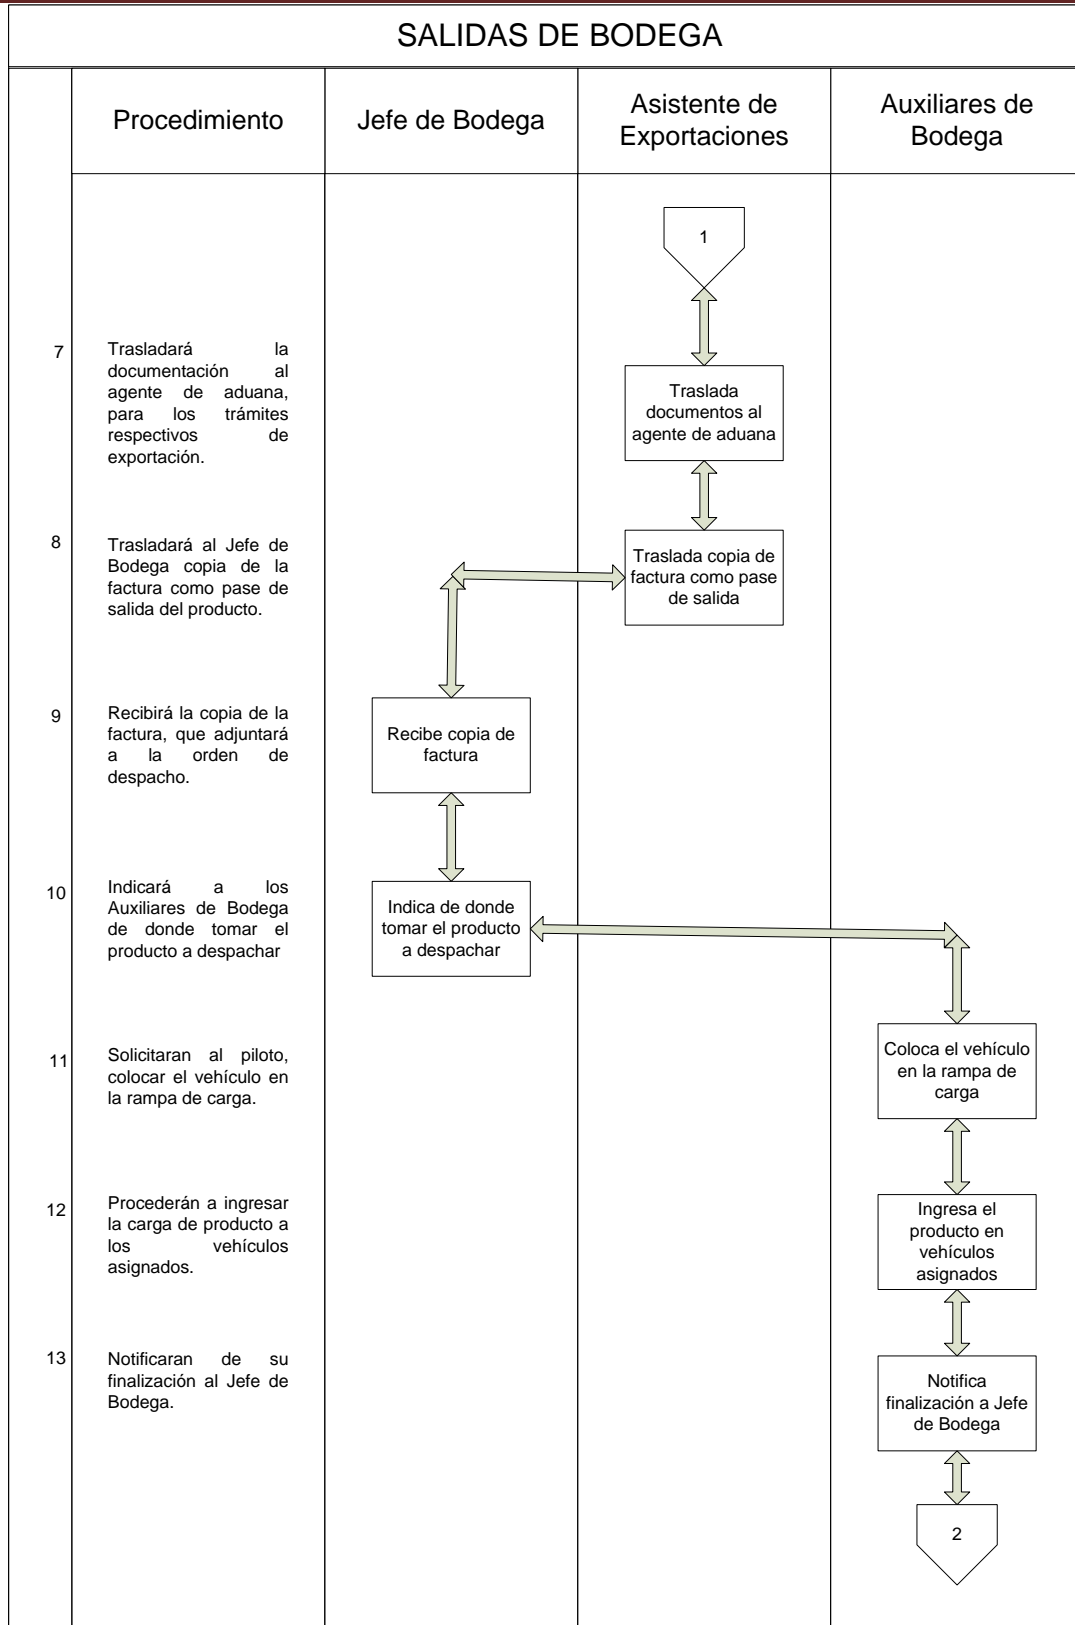 SALIDAS DE BODEGA
Procedimiento
Jefe de Bodega
Asistente de
Exportaciones
Auxiliares de
Bodega
1
7
Trasladará la
documentación al
agente de aduana,
para los trámites
respectivos de
exportación.
Traslada
documentos al
agente de aduana
8
Trasladará al Jefe de
Bodega copia de la
factura como pase de
salida del producto.
Traslada copia de
factura como pase
de salida
9
Recibirá la copia de la
factura, que adjuntará
a la orden de
despacho.
Recibe copia de
factura
10
Indicará a los
Auxiliares de Bodega
de donde tomar el
producto a despachar
Indica de donde
tomar el producto
a despachar
11
Solicitaran al piloto,
colocar el vehículo en
la rampa de carga.
Coloca el vehículo
en la rampa de
carga
12
Procederán a ingresar
la carga de producto a
los vehículos
asignados.
Ingresa el
producto en
vehículos
asignados
13
Notificaran de su
finalización al Jefe de
Bodega.
Notifica
finalización a Jefe
de Bodega
2